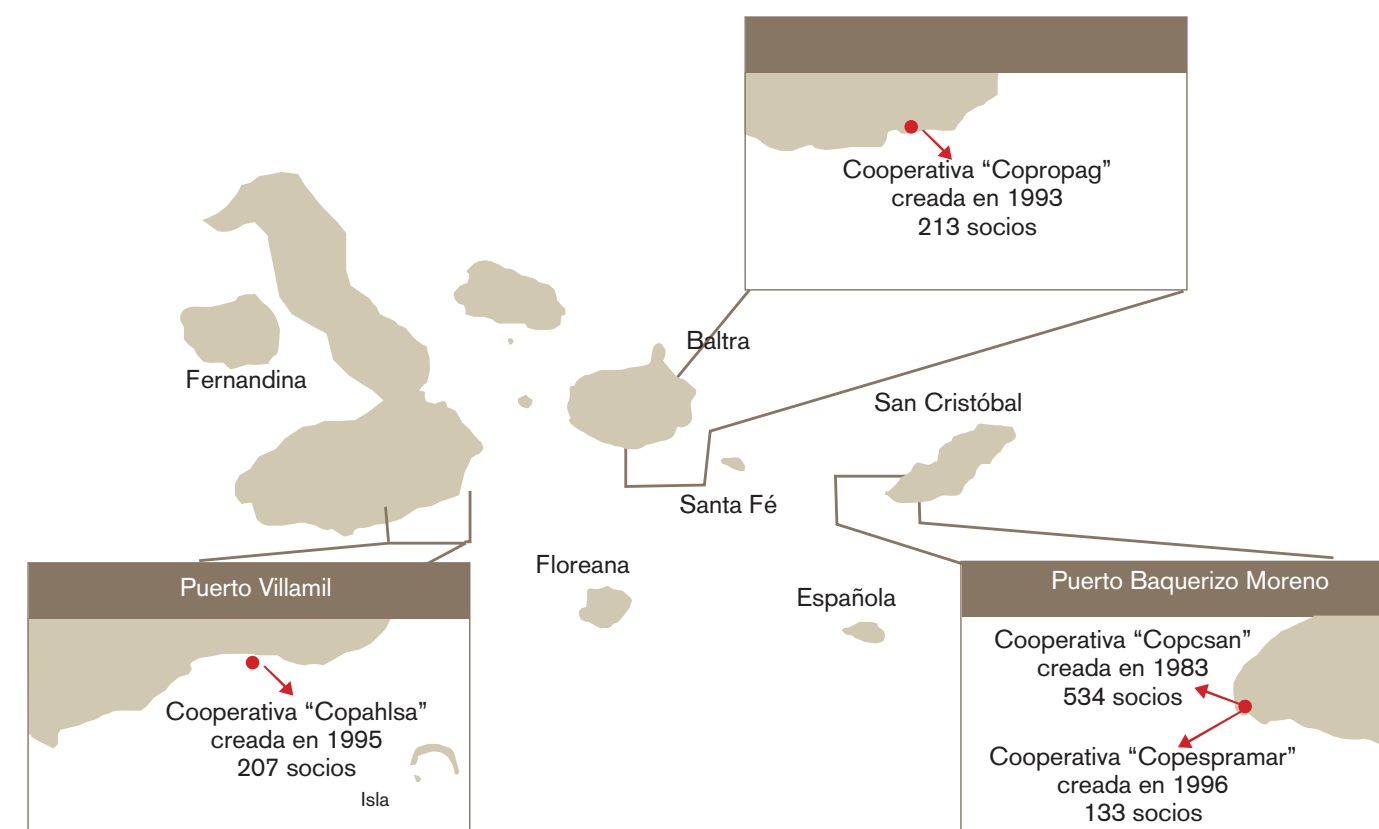 Cooperativa “Copropag”
creada en 1993
213 socios
Baltra
Fernandina
San Cristóbal
Santa Fé
Floreana
Española
Puerto Villamil
Cooperativa “Copahlsa”
creada en 1995
207 socios
Isla
Puerto Baquerizo Moreno
Cooperativa “Copcsan”
creada en 1983
534 socios
Cooperativa “Copespramar”
creada en 1996
133 socios